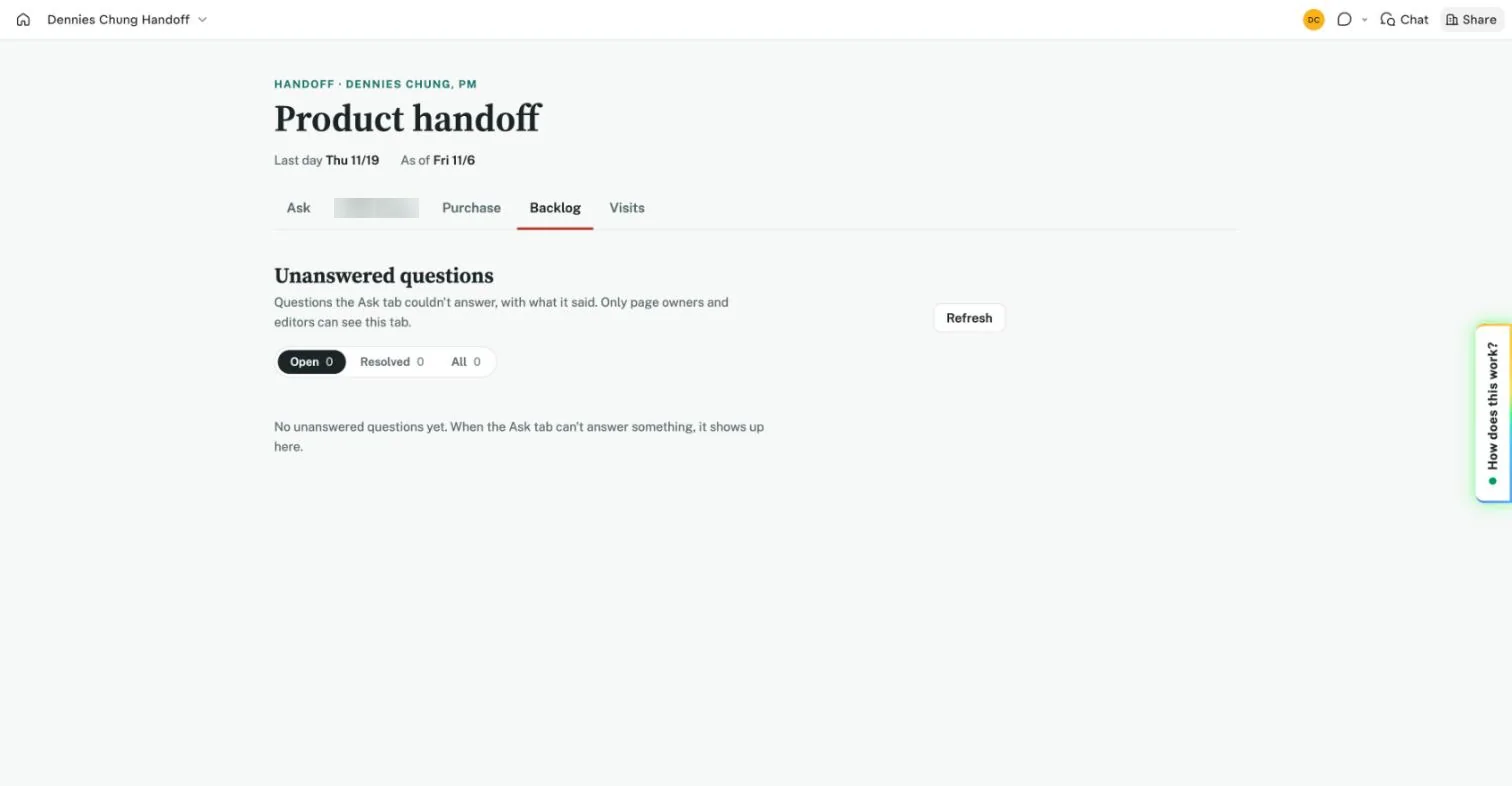 Dennies Chung Handoff
DC
Chat
Share
HANDOFF · DENNIES CHUNG, PM
Product handoff
Last day Thu 11/19 As of Fri 11/6
Ask Purchase Backlog Visits
Unanswered questions
Questions the Ask tab couldn't answer, with what it said. Only page owners and
editors can see this tab.
Refresh
Open 0 Resolved 0 All 0
No unanswered questions yet. When the Ask tab can't answer something, it shows up
here.
How does this work?